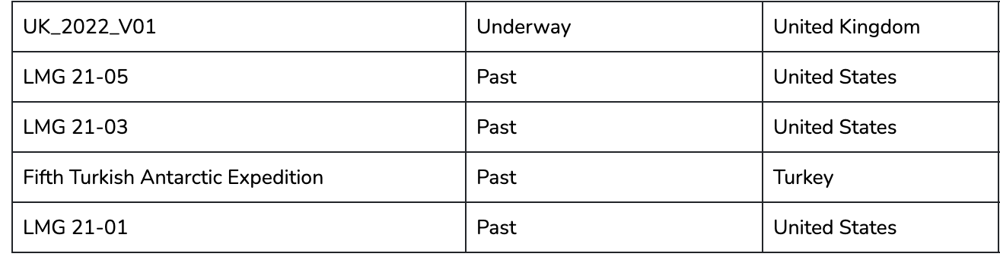 UK_2022_V01 Underway United Kingdom
LMG 21-05 Past United States
LMG 21-03 Past United States
Fifth Turkish Antarctic Expedition Past Turkey
LMG 21-01 Past United States